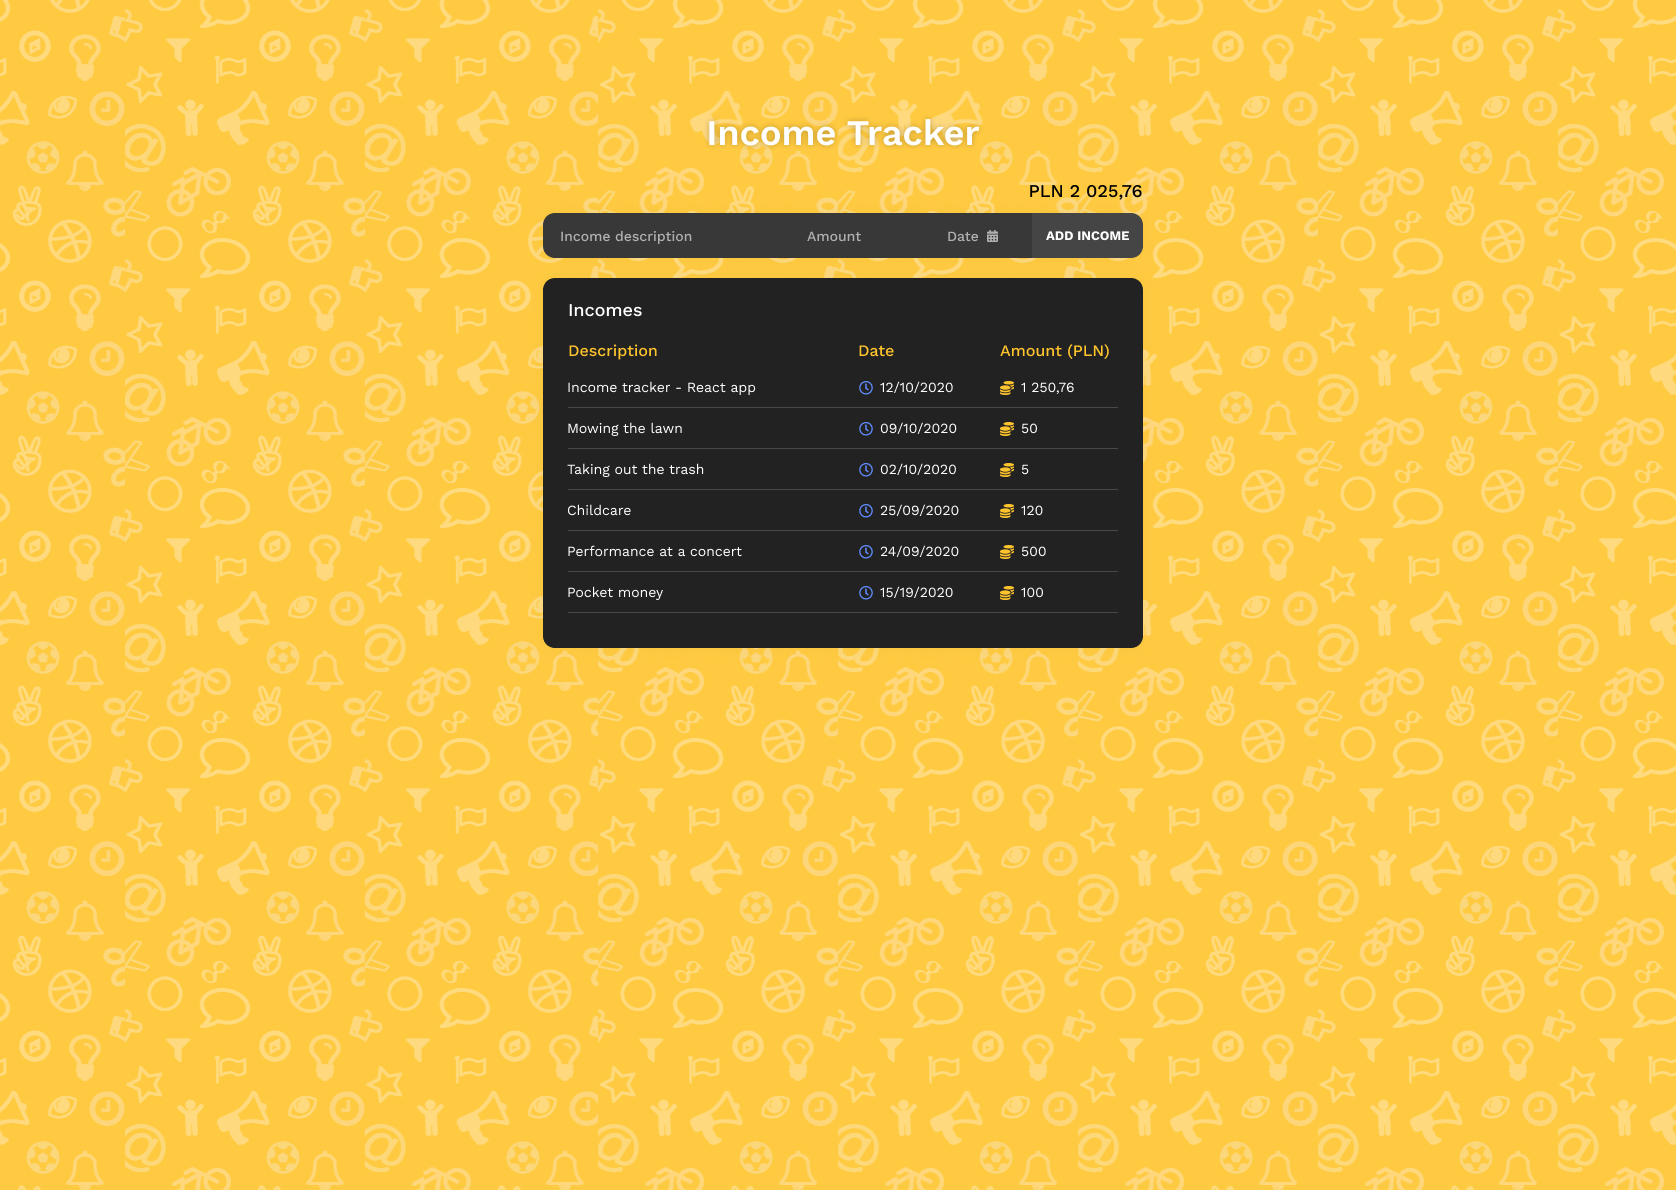 Income Tracker
PLN 2 025,76
Income description Amount Date ADD INCOME
Incomes
Description Date Amount (PLN)
Income tracker - React app 12/10/2020 1 250,76
Mowing the lawn 09/10/2020 50
Taking out the trash 02/10/2020 5
Childcare 25/09/2020 120
Performance at a concert 24/09/2020 500
Pocket money 15/19/2020 100